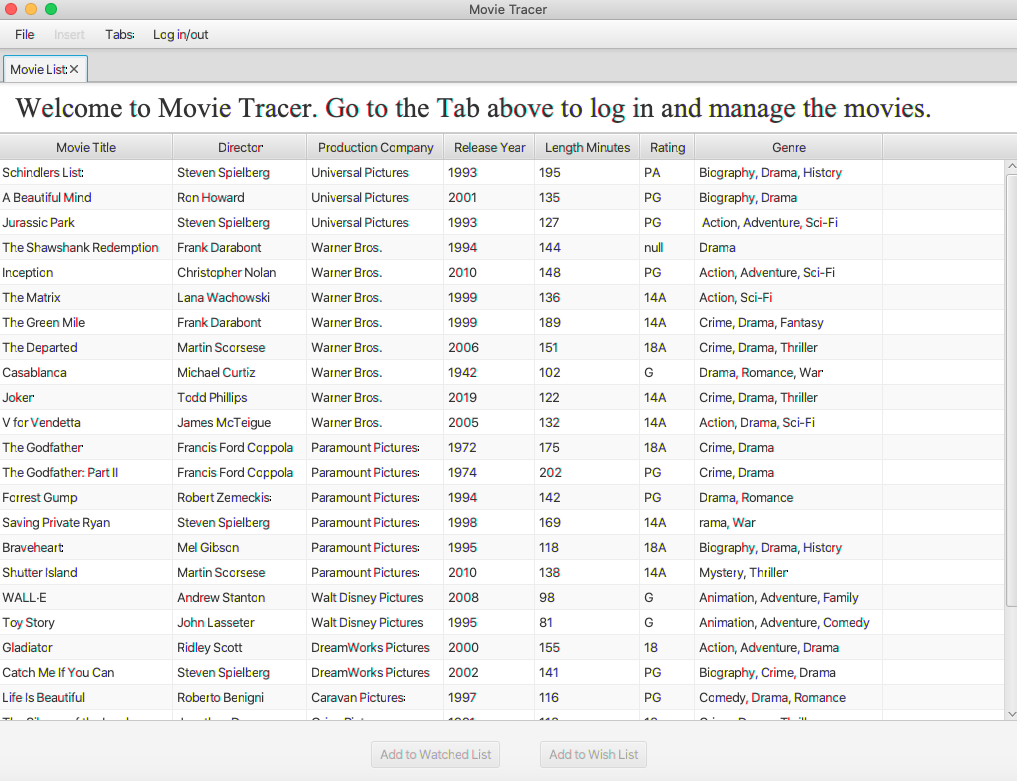 Movie Tracer
File Insert Tabs Log in/out
Movie List ✕
Welcome to Movie Tracer. Go to the Tab above to log in and manage the movies.
Movie Title Director Production Company Release Year Length Minutes Rating Genre
Schindlers List Steven Spielberg Universal Pictures 1993 195 PA Biography, Drama, History
A Beautiful Mind Ron Howard Universal Pictures 2001 135 PG Biography, Drama
Jurassic Park Steven Spielberg Universal Pictures 1993 127 PG Action, Adventure, Sci-Fi
The Shawshank Redemption Frank Darabont Warner Bros. 1994 144 null Drama
Inception Christopher Nolan Warner Bros. 2010 148 PG Action, Adventure, Sci-Fi
The Matrix Lana Wachowski Warner Bros. 1999 136 14A Action, Sci-Fi
The Green Mile Frank Darabont Warner Bros. 1999 189 14A Crime, Drama, Fantasy
The Departed Martin Scorsese Warner Bros. 2006 151 18A Crime, Drama, Thriller
Casablanca Michael Curtiz Warner Bros. 1942 102 G Drama, Romance, War
Joker Todd Phillips Warner Bros. 2019 122 14A Crime, Drama, Thriller
V for Vendetta James McTeigue Warner Bros. 2005 132 14A Action, Drama, Sci-Fi
The Godfather Francis Ford Coppola Paramount Pictures 1972 175 18A Crime, Drama
The Godfather: Part II Francis Ford Coppola Paramount Pictures 1974 202 PG Crime, Drama
Forrest Gump Robert Zemeckis Paramount Pictures 1994 142 PG Drama, Romance
Saving Private Ryan Steven Spielberg Paramount Pictures 1998 169 14A rama, War
Braveheart Mel Gibson Paramount Pictures 1995 118 18A Biography, Drama, History
Shutter Island Martin Scorsese Paramount Pictures 2010 138 14A Mystery, Thriller
WALL·E Andrew Stanton Walt Disney Pictures 2008 98 G Animation, Adventure, Family
Toy Story John Lasseter Walt Disney Pictures 1995 81 G Animation, Adventure, Comedy
Gladiator Ridley Scott DreamWorks Pictures 2000 155 18 Action, Adventure, Drama
Catch Me If You Can Steven Spielberg DreamWorks Pictures 2002 141 PG Biography, Crime, Drama
Life Is Beautiful Roberto Benigni Caravan Pictures 1997 116 PG Comedy, Drama, Romance
Add to Watched List Add to Wish List